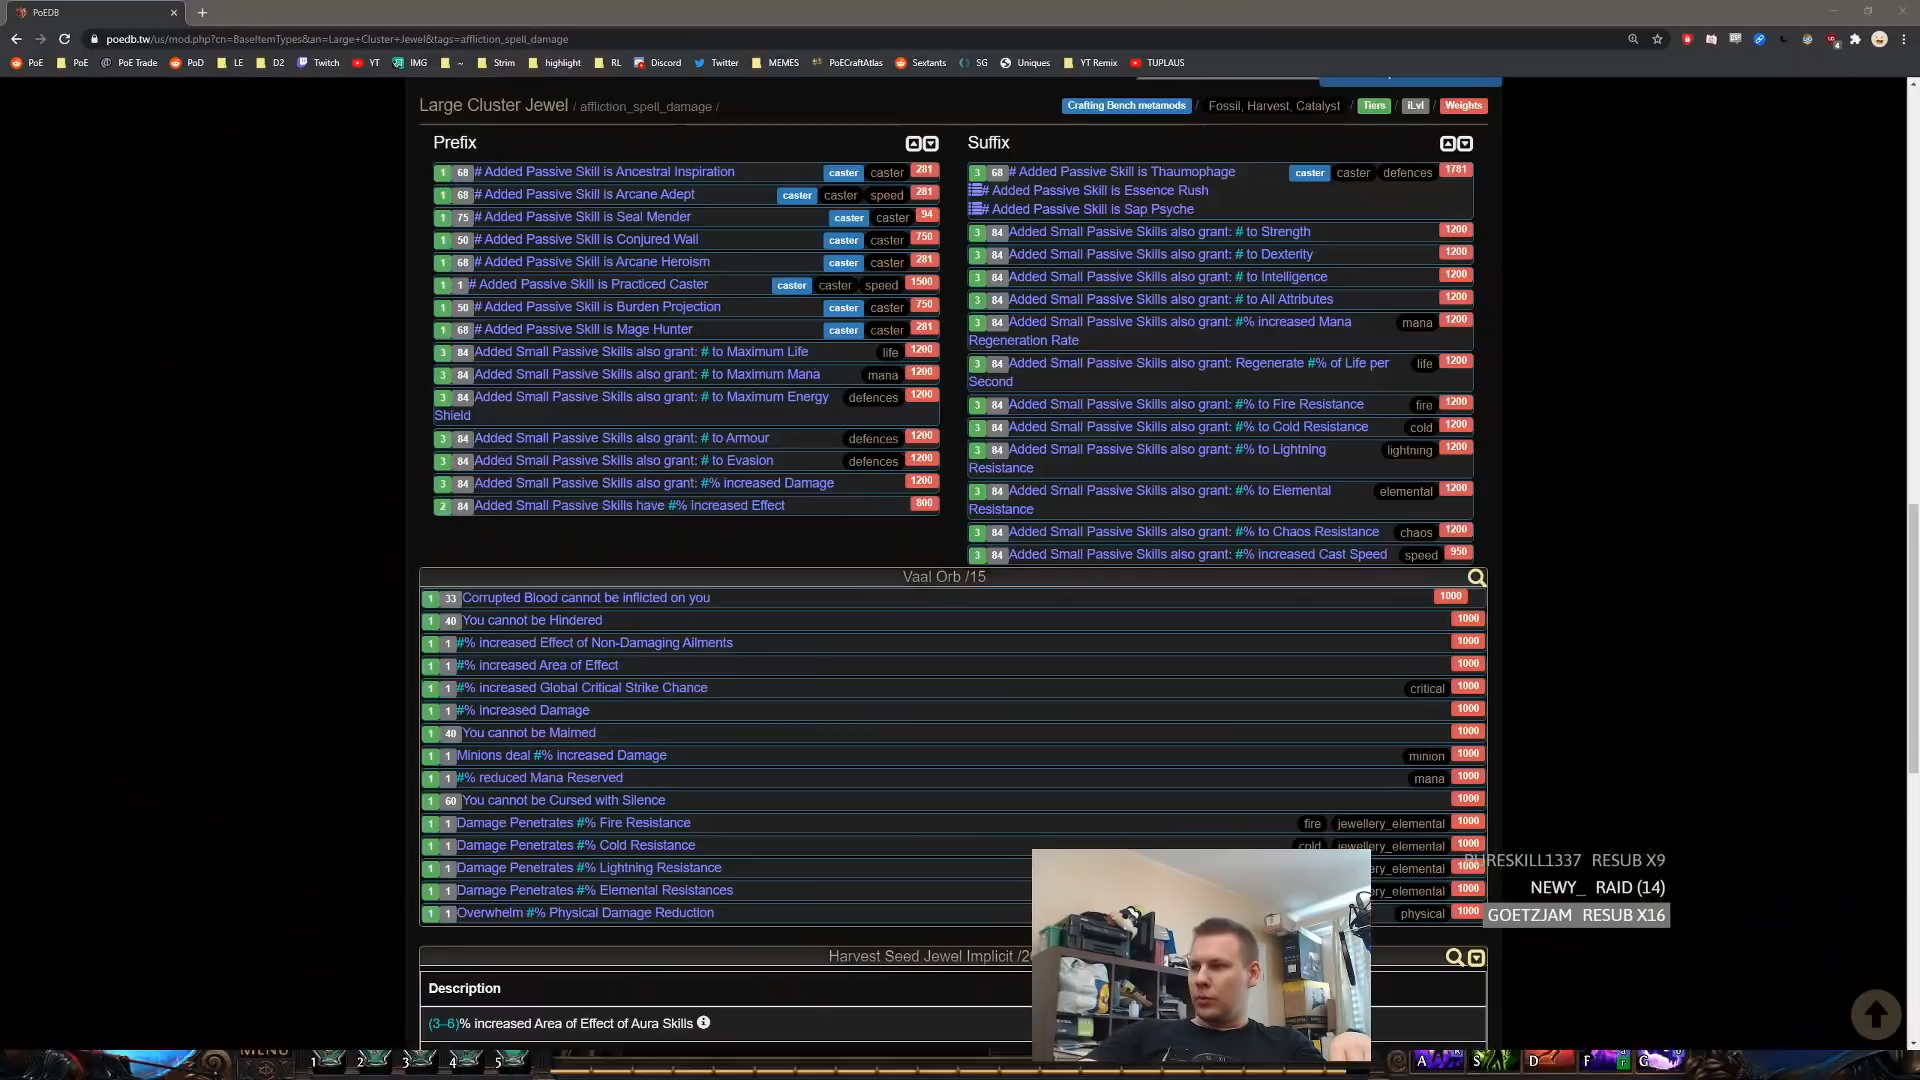 PoEDB
poedb.tw/us/mod.php?cn=BaseItemTypes&an=Large+Cluster+Jewel&tags=affliction_spell_damage
PoE PoE PoE Trade PoD LE D2 Twitch YT IMG ~ Strim highlight RL Discord Twitter MEMES PoECraftAtlas Sextants SG Uniques YT Remix TUPLAUS
Large Cluster Jewel / affliction_spell_damage /
Crafting Bench metamods / Fossil, Harvest, Catalyst / Tiers / iLvl / Weights
Prefix
1 68 # Added Passive Skill is Ancestral Inspiration caster caster 281
1 68 # Added Passive Skill is Arcane Adept caster caster speed 281
1 75 # Added Passive Skill is Seal Mender caster caster 94
1 50 # Added Passive Skill is Conjured Wall caster caster 750
1 68 # Added Passive Skill is Arcane Heroism caster caster 281
1 1 # Added Passive Skill is Practiced Caster caster caster speed 1500
1 50 # Added Passive Skill is Burden Projection caster caster 750
1 68 # Added Passive Skill is Mage Hunter caster caster 281
3 84 Added Small Passive Skills also grant: # to Maximum Life life 1200
3 84 Added Small Passive Skills also grant: # to Maximum Mana mana 1200
3 84 Added Small Passive Skills also grant: # to Maximum Energy defences 1200
Shield
3 84 Added Small Passive Skills also grant: # to Armour defences 1200
3 84 Added Small Passive Skills also grant: # to Evasion defences 1200
3 84 Added Small Passive Skills also grant: #% increased Damage 1200
2 84 Added Small Passive Skills have #% increased Effect 800
Suffix
3 68 # Added Passive Skill is Thaumophage caster caster defences 1781
# Added Passive Skill is Essence Rush
# Added Passive Skill is Sap Psyche
3 84 Added Small Passive Skills also grant: # to Strength 1200
3 84 Added Small Passive Skills also grant: # to Dexterity 1200
3 84 Added Small Passive Skills also grant: # to Intelligence 1200
3 84 Added Small Passive Skills also grant: # to All Attributes 1200
3 84 Added Small Passive Skills also grant: #% increased Mana mana 1200
Regeneration Rate
3 84 Added Small Passive Skills also grant: Regenerate #% of Life per life 1200
Second
3 84 Added Small Passive Skills also grant: #% to Fire Resistance fire 1200
3 84 Added Small Passive Skills also grant: #% to Cold Resistance cold 1200
3 84 Added Small Passive Skills also grant: #% to Lightning lightning 1200
Resistance
3 84 Added Small Passive Skills also grant: #% to Elemental elemental 1200
Resistance
3 84 Added Small Passive Skills also grant: #% to Chaos Resistance chaos 1200
3 84 Added Small Passive Skills also grant: #% increased Cast Speed speed 950
Vaal Orb /15
1 33 Corrupted Blood cannot be inflicted on you 1000
1 40 You cannot be Hindered 1000
1 1 #% increased Effect of Non-Damaging Ailments 1000
1 1 #% increased Area of Effect 1000
1 1 #% increased Global Critical Strike Chance critical 1000
1 1 #% increased Damage 1000
1 40 You cannot be Maimed 1000
1 1 Minions deal #% increased Damage minion 1000
1 1 #% reduced Mana Reserved mana 1000
1 60 You cannot be Cursed with Silence 1000
1 1 Damage Penetrates #% Fire Resistance fire jewellery_elemental 1000
1 1 Damage Penetrates #% Cold Resistance cold jewellery_elemental 1000
1 1 Damage Penetrates #% Lightning Resistance ery_elemental 1000
1 1 Damage Penetrates #% Elemental Resistances ery_elemental 1000
1 1 Overwhelm #% Physical Damage Reduction physical 1000
RESUB X9
NEWY_ RAID (14)
GOETZJAM RESUB X16
Harvest Seed Jewel Implicit
Description
(3–6)% increased Area of Effect of Aura Skills
MENU 1 2 3 4 5 A S D F G